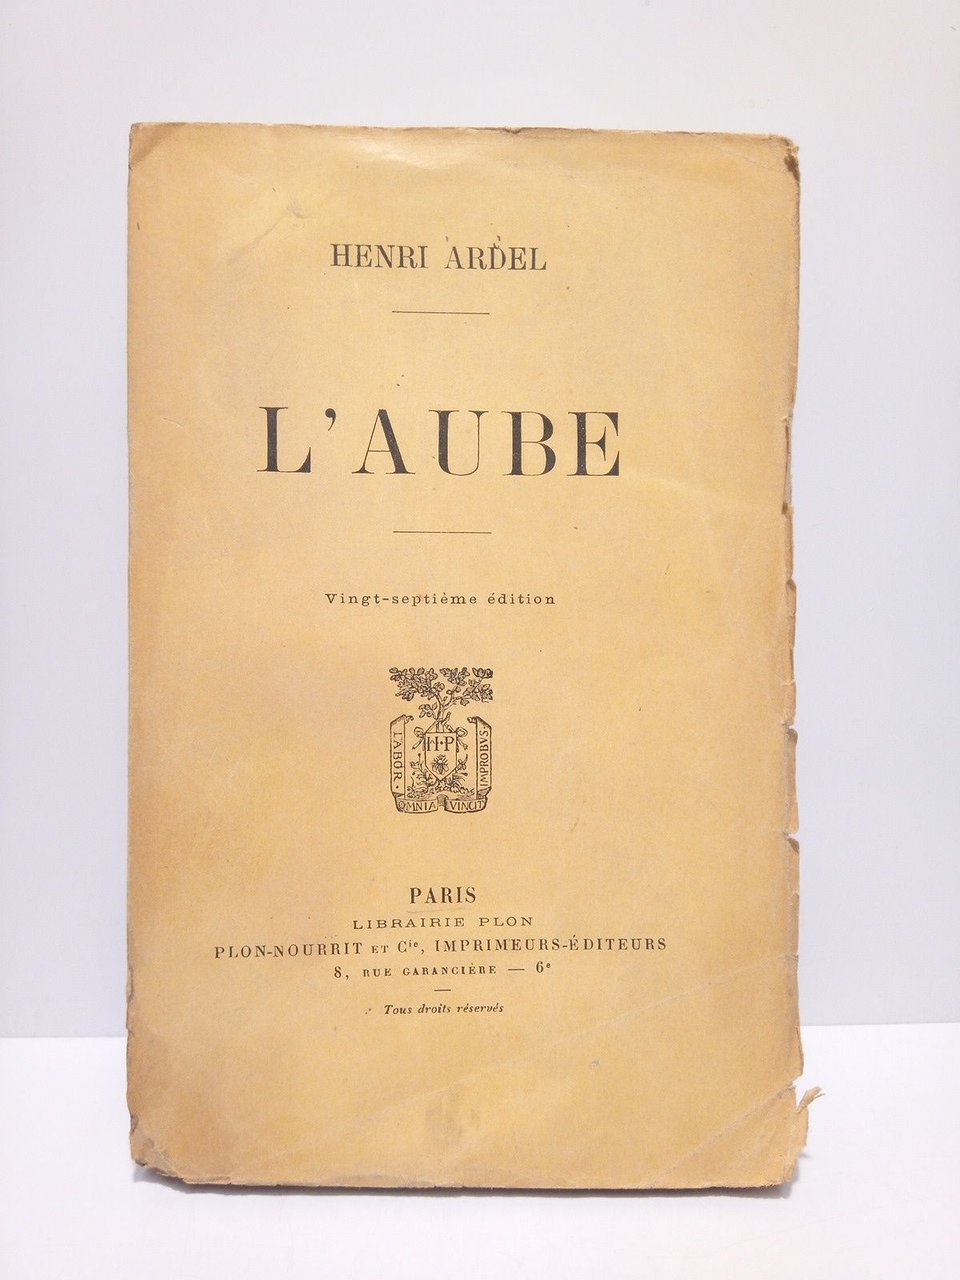 HENRI ARDEL
L'AUBE
Vingt-septième édition
LABOR
H·P
IMPROBVS
OMNIA VINCIT
PARIS
LIBRAIRIE PLON
PLON-NOURRIT ET Cie, IMPRIMEURS-ÉDITEURS
8, RUE GARANCIÈRE — 6e
Tous droits réservés